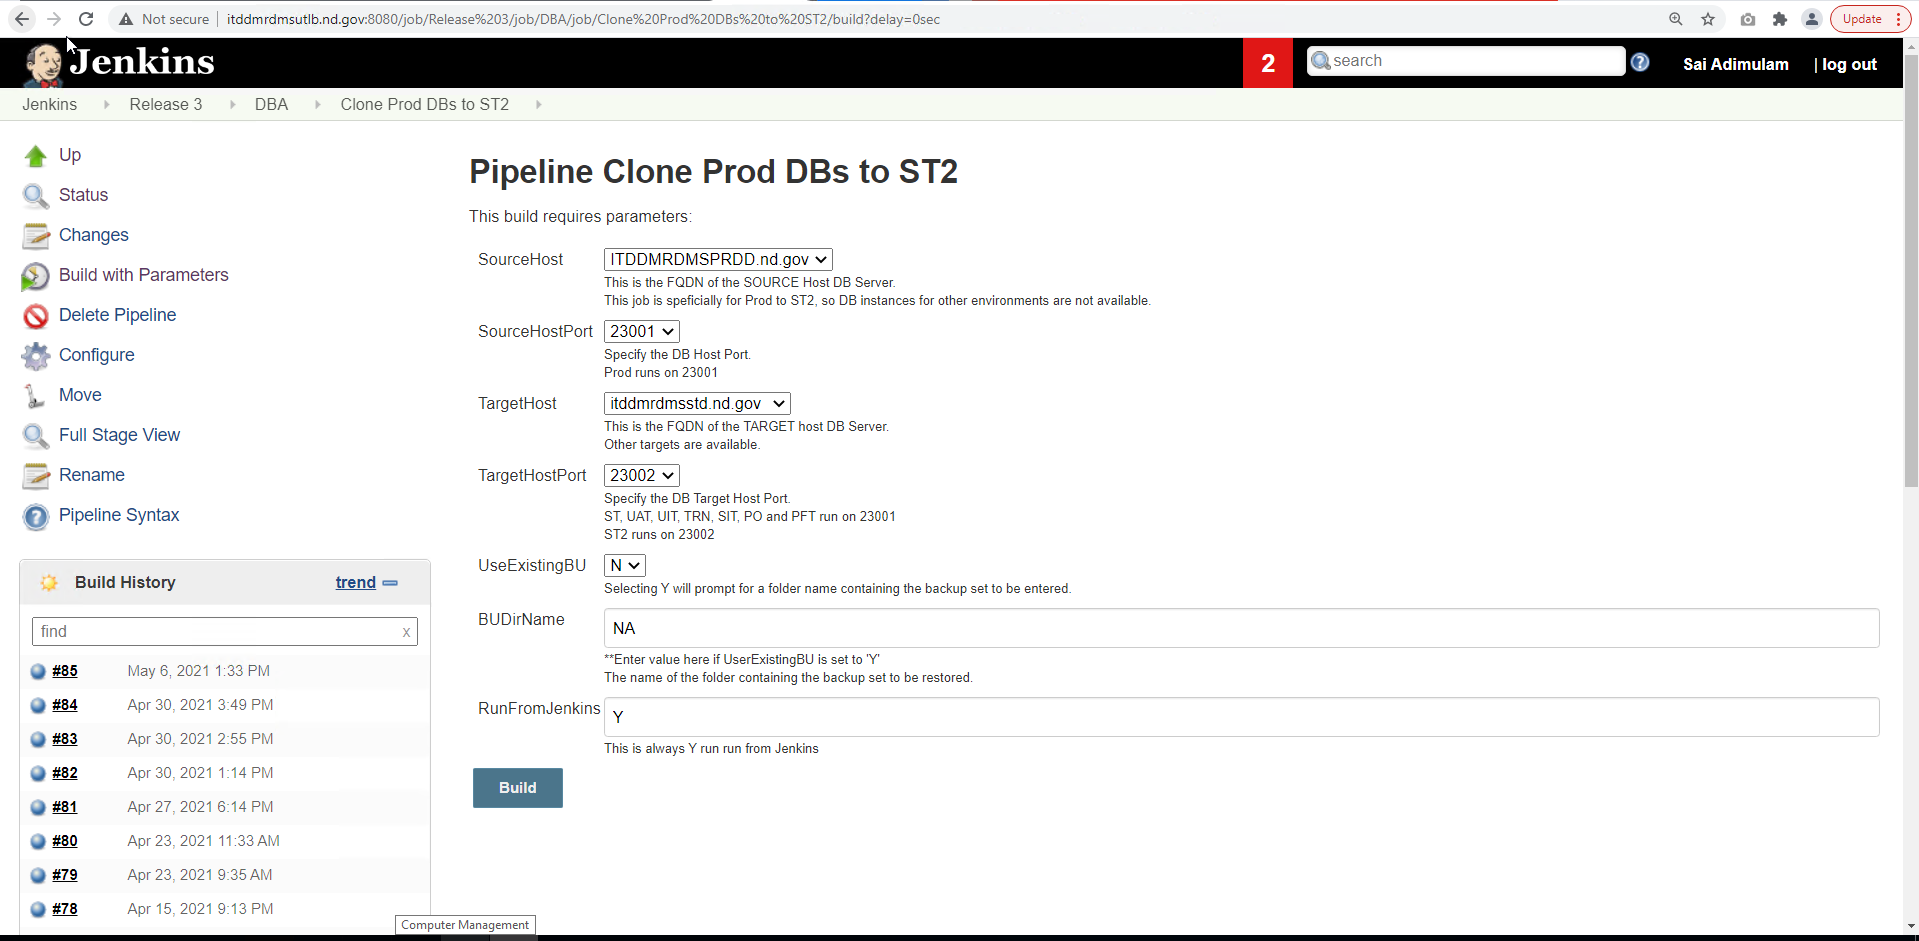 Not secure
itddmrdmsutlb.nd.gov:8080/job/Release%203/job/DBA/job/Clone%20Prod%20DBs%20to%20ST2/build?delay=0sec
Update
Jenkins
2
search
Sai Adimulam
| log out
Jenkins
Release 3
DBA
Clone Prod DBs to ST2
Up
Status
Changes
Build with Parameters
Delete Pipeline
Configure
Move
Full Stage View
Rename
Pipeline Syntax
Build History
trend
find
x
#85 May 6, 2021 1:33 PM
#84 Apr 30, 2021 3:49 PM
#83 Apr 30, 2021 2:55 PM
#82 Apr 30, 2021 1:14 PM
#81 Apr 27, 2021 6:14 PM
#80 Apr 23, 2021 11:33 AM
#79 Apr 23, 2021 9:35 AM
#78 Apr 15, 2021 9:13 PM
Computer Management
Pipeline Clone Prod DBs to ST2
This build requires parameters:
SourceHost
ITDDMRDMSPRDD.nd.gov
This is the FQDN of the SOURCE Host DB Server.
This job is speficially for Prod to ST2, so DB instances for other environments are not available.
SourceHostPort
23001
Specify the DB Host Port.
Prod runs on 23001
TargetHost
itddmrdmsstd.nd.gov
This is the FQDN of the TARGET host DB Server.
Other targets are available.
TargetHostPort
23002
Specify the DB Target Host Port.
ST, UAT, UIT, TRN, SIT, PO and PFT run on 23001
ST2 runs on 23002
UseExistingBU
N
Selecting Y will prompt for a folder name containing the backup set to be entered.
BUDirName
NA
**Enter value here if UserExistingBU is set to 'Y'
The name of the folder containing the backup set to be restored.
RunFromJenkins
Y
This is always Y run run from Jenkins
Build